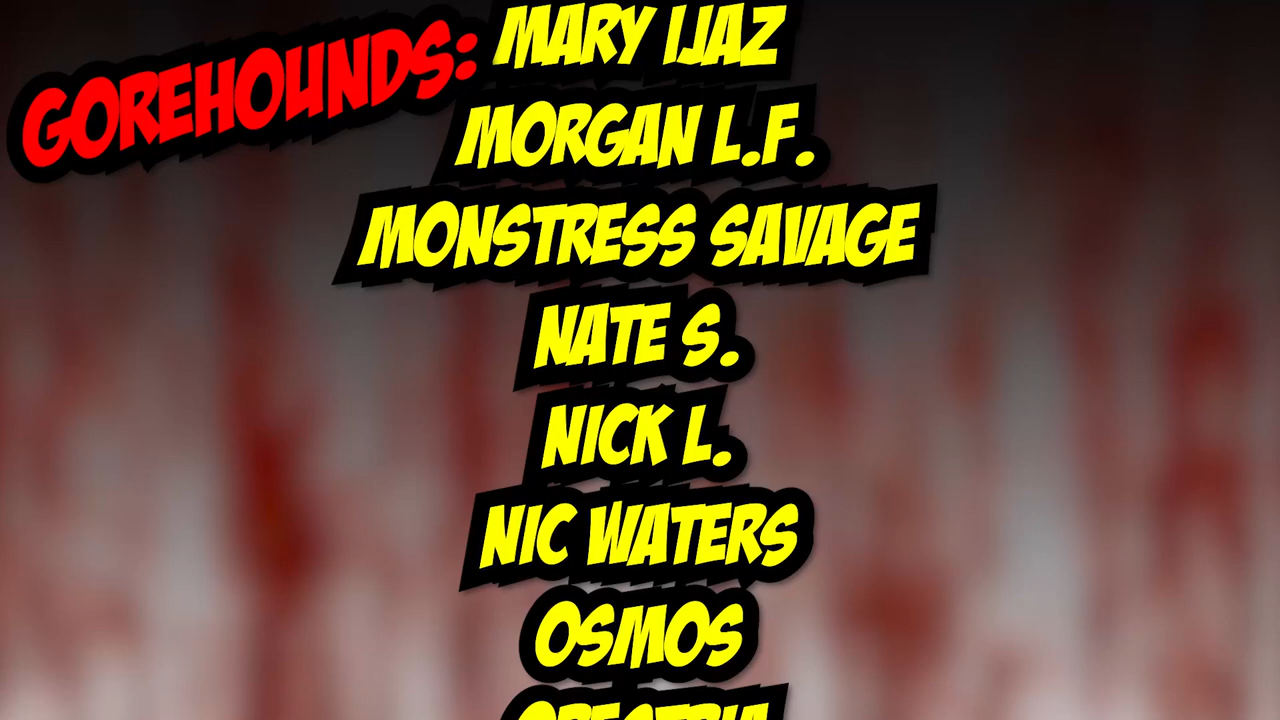 GOREHOUNDS:
MARY IJAZ
MORGAN L.F.
MONSTRESS SAVAGE
NATE S.
NICK L.
NIC WATERS
OSMOS